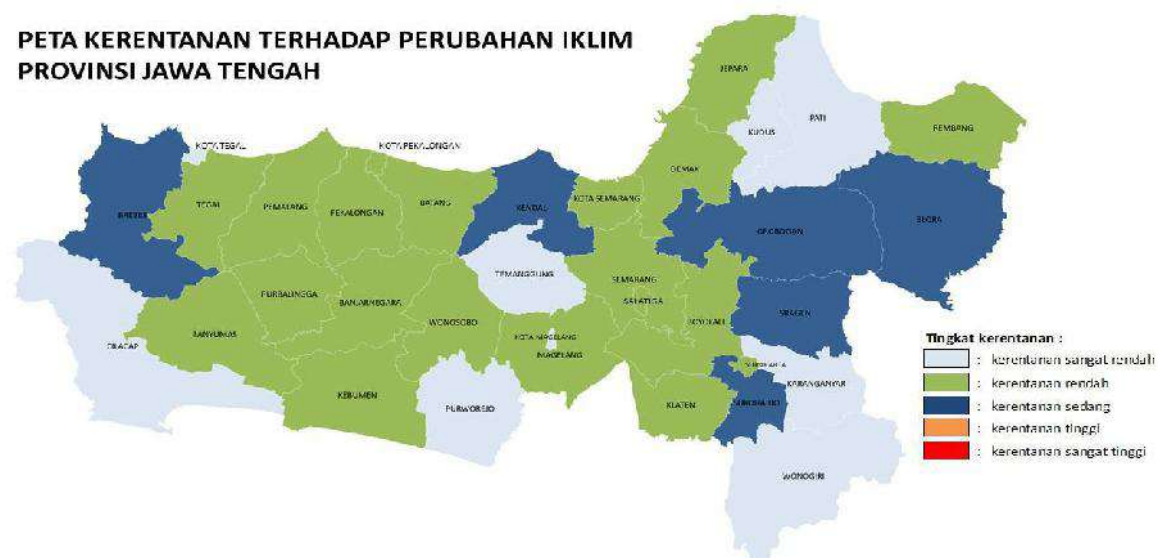 PETA KERENTANAN TERHADAP PERUBAHAN IKLIM
PROVINSI JAWA TENGAH
JEPARA
KUDUS
PATI
REMBANG
KOTA TEGAL
KOTA PEKALONGAN
DEMAK
BREBES
TEGAL
PEMALANG
PEKALONGAN
BATANG
KENDAL
KOTA SEMARANG
GROBOGAN
BLORA
TEMANGGUNG
SEMARANG
SALATIGA
PURBALINGGA
BANJARNEGARA
WONOSOBO
BOYOLALI
SRAGEN
CILACAP
BANYUMAS
KOTA MAGELANG
MAGELANG
KEBUMEN
PURWOREJO
KLATEN
SUKOHARJO
KARANGANYAR
WONOGIRI
Tingkat kerentanan :
: kerentanan sangat rendah
: kerentanan rendah
: kerentanan sedang
: kerentanan tinggi
: kerentanan sangat tinggi